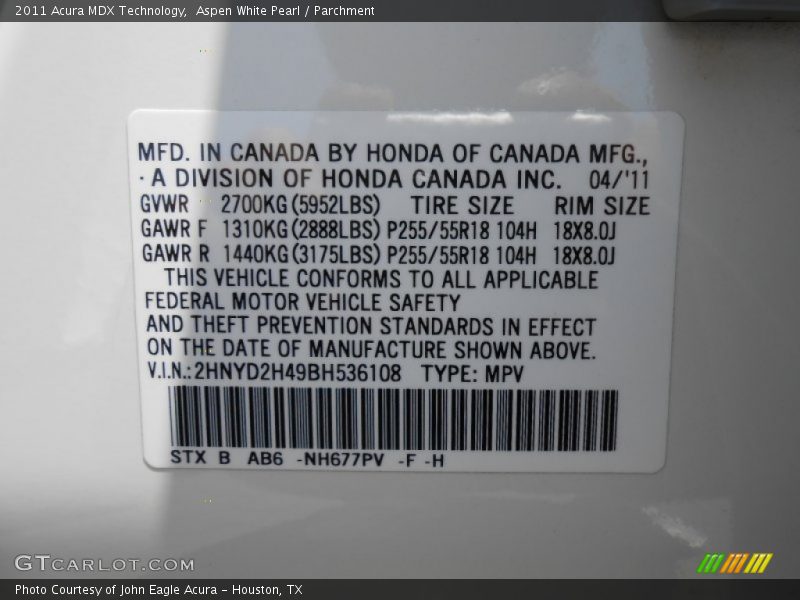 2011 Acura MDX Technology,  Aspen White Pearl / Parchment
MFD. IN CANADA BY HONDA OF CANADA MFG.,
· A DIVISION OF HONDA CANADA INC. 04/'11
GVWR 2700KG(5952LBS) TIRE SIZE RIM SIZE
GAWR F 1310KG(2888LBS) P255/55R18 104H 18X8.0J
GAWR R 1440KG(3175LBS) P255/55R18 104H 18X8.0J
THIS VEHICLE CONFORMS TO ALL APPLICABLE
FEDERAL MOTOR VEHICLE SAFETY
AND THEFT PREVENTION STANDARDS IN EFFECT
ON THE DATE OF MANUFACTURE SHOWN ABOVE.
V.I.N.:2HNYD2H49BH536108 TYPE: MPV
STX B AB6 -NH677PV -F -H
GTCARLOT.COM
Photo Courtesy of John Eagle Acura - Houston, TX